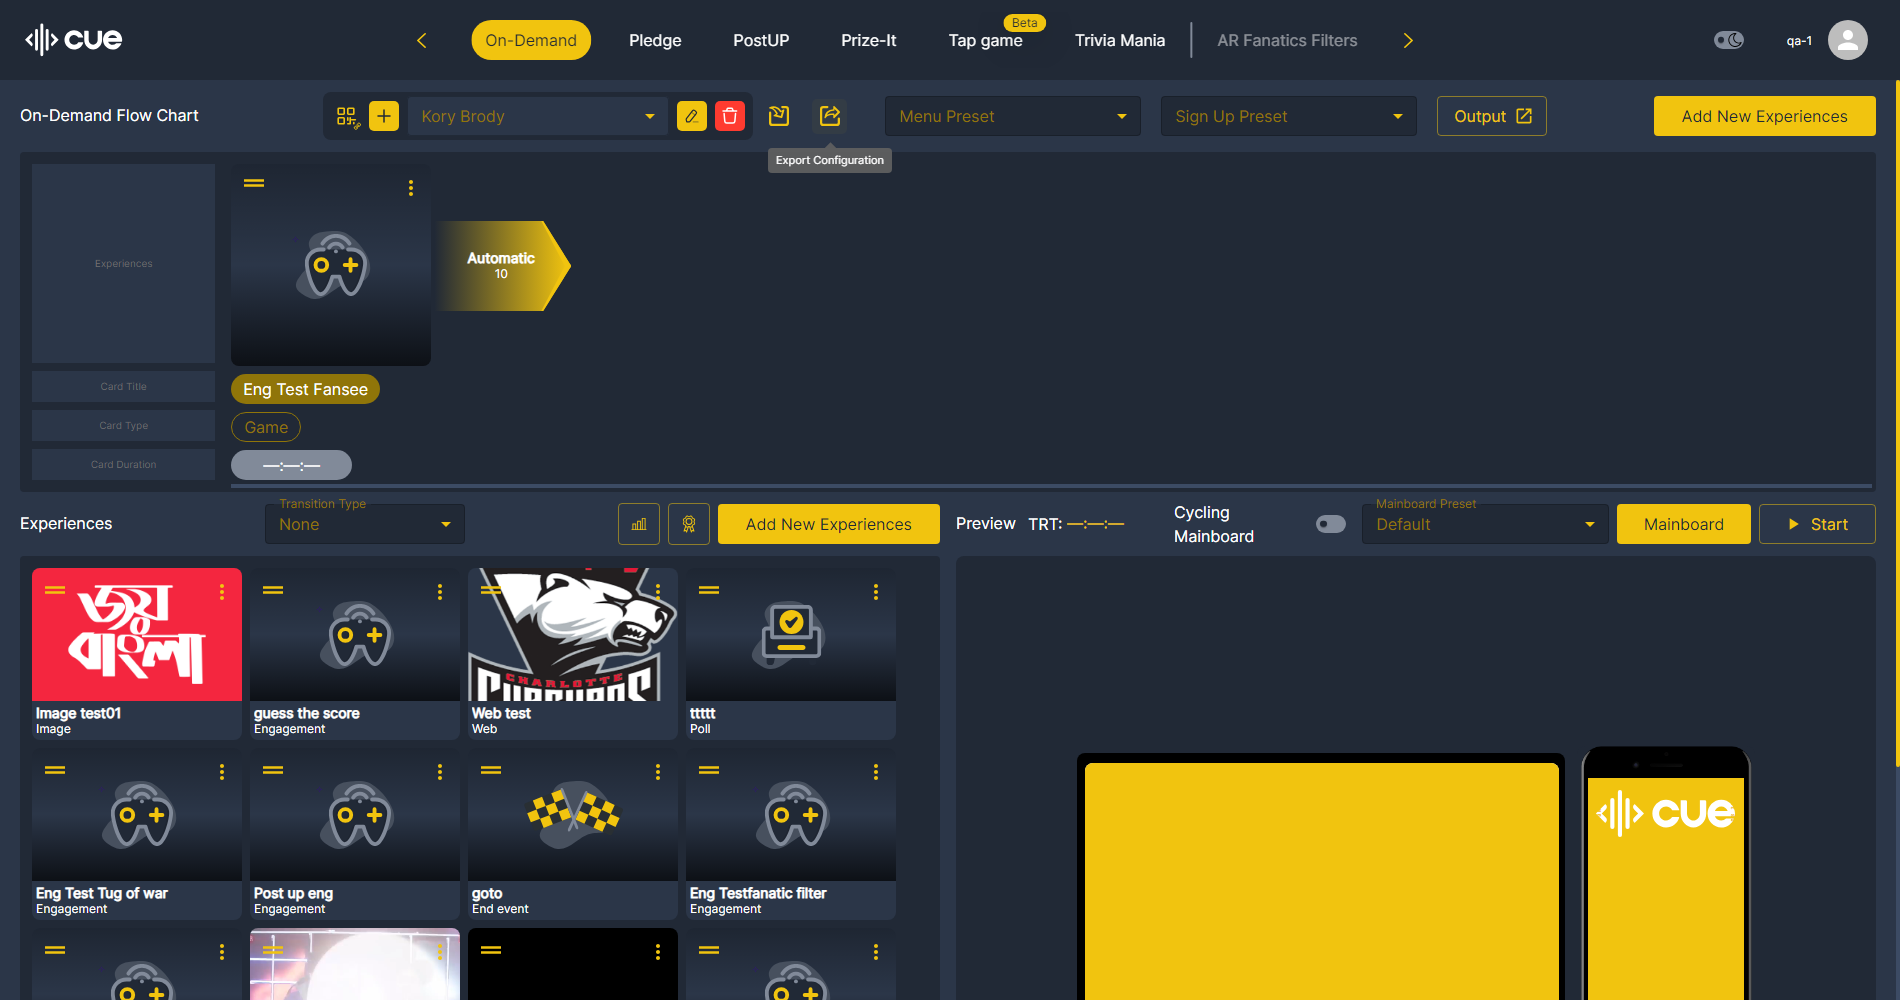 cue
On-Demand
Pledge
PostUP
Prize-It
Tap game
Beta
Trivia Mania
AR Fanatics Filters
qa-1
On-Demand Flow Chart
Kory Brody
Menu Preset
Sign Up Preset
Output
Add New Experiences
Export Configuration
Experiences
Automatic
10
Card Title
Eng Test Fansee
Card Type
Game
Card Duration
—:—:—
Experiences
Transition Type
None
Add New Experiences
Preview
TRT: —:—:—
Cycling
Mainboard
Mainboard Preset
Default
Mainboard
Start
জয়
বাংলা
CHARLOTTE
Image test01
Image
guess the score
Engagement
Web test
Web
ttttt
Poll
Eng Test Tug of war
Engagement
Post up eng
Engagement
goto
End event
Eng Testfanatic filter
Engagement
cue